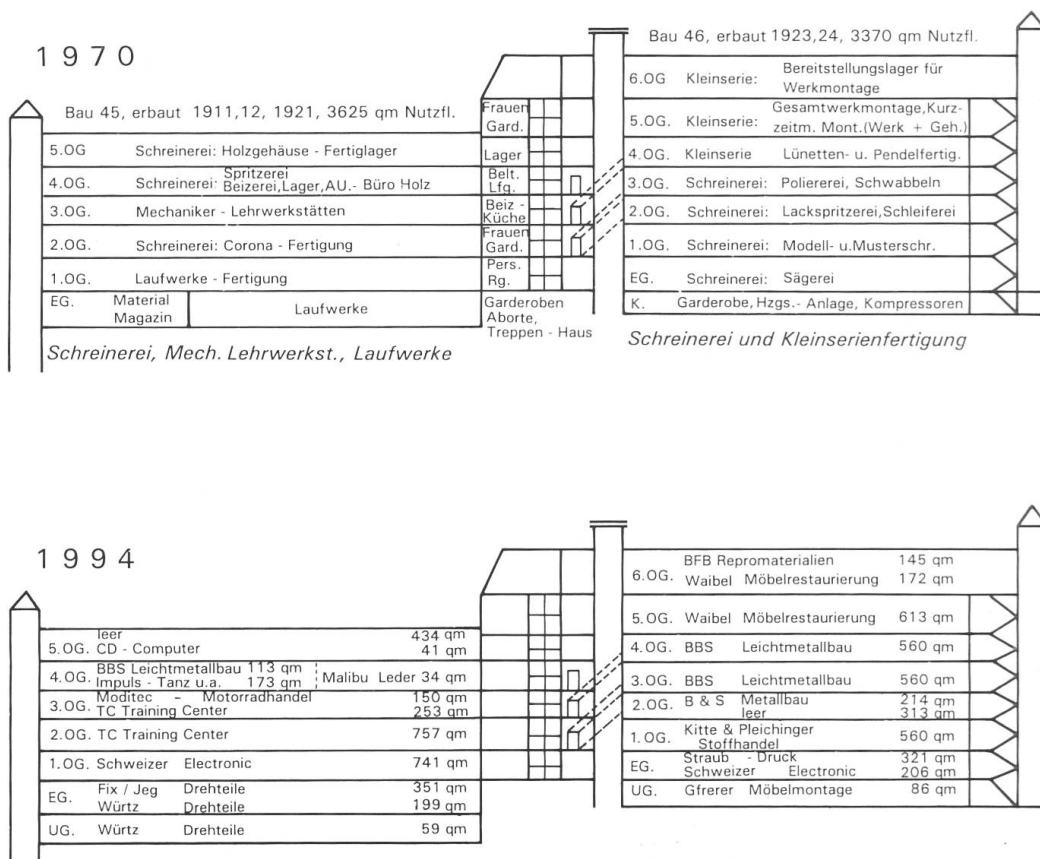 1970
Bau 45, erbaut 1911,12, 1921, 3625 qm Nutzfl.
5.OG Schreinerei: Holzgehäuse - Fertiglager
4.OG. Schreinerei: Spritzerei
Beizerei,Lager,AU.- Büro Holz
3.OG. Mechaniker - Lehrwerkstätten
2.OG. Schreinerei: Corona - Fertigung
1.OG. Laufwerke - Fertigung
EG. Material
Magazin
Laufwerke
Schreinerei, Mech. Lehrwerkst., Laufwerke
Frauen
Gard.
Lager
Belt.
Lfg.
Beiz -
Küche
Frauen
Gard.
Pers.
Rg.
Garderoben
Aborte,
Treppen - Haus
Bau 46, erbaut 1923,24, 3370 qm Nutzfl.
6.OG Kleinserie: Bereitstellungslager für
Werkmontage
5.OG. Kleinserie: Gesamtwerkmontage,Kurz-
zeitm. Mont.(Werk + Geh.)
4.OG. Kleinserie Lünetten- u. Pendelfertig.
3.OG. Schreinerei: Poliererei, Schwabbeln
2.OG. Schreinerei: Lackspritzerei,Schleiferei
1.OG. Schreinerei: Modell- u.Musterschr.
EG. Schreinerei: Sägerei
K. Garderobe, Hzgs.- Anlage, Kompressoren
Schreinerei und Kleinserienfertigung
1994
leer 434 qm
5.OG. CD - Computer 41 qm
4.OG. BBS Leichtmetallbau 113 qm
Impuls - Tanz u.a. 173 qm
Malibu Leder 34 qm
3.OG. Moditec - Motorradhandel 150 qm
TC Training Center 253 qm
2.OG. TC Training Center 757 qm
1.OG. Schweizer Electronic 741 qm
EG. Fix / Jeg Drehteile 351 qm
Würtz Drehteile 199 qm
UG. Würtz Drehteile 59 qm
6.OG. BFB Repromaterialien 145 qm
Waibel Möbelrestaurierung 172 qm
5.OG. Waibel Möbelrestaurierung 613 qm
4.OG. BBS Leichtmetallbau 560 qm
3.OG. BBS Leichtmetallbau 560 qm
2.OG. B & S Metallbau 214 qm
leer 313 qm
1.OG. Kitte & Pleichinger
Stoffhandel 560 qm
EG. Straub - Druck 321 qm
Schweizer Electronic 206 qm
UG. Gfrerer Möbelmontage 86 qm